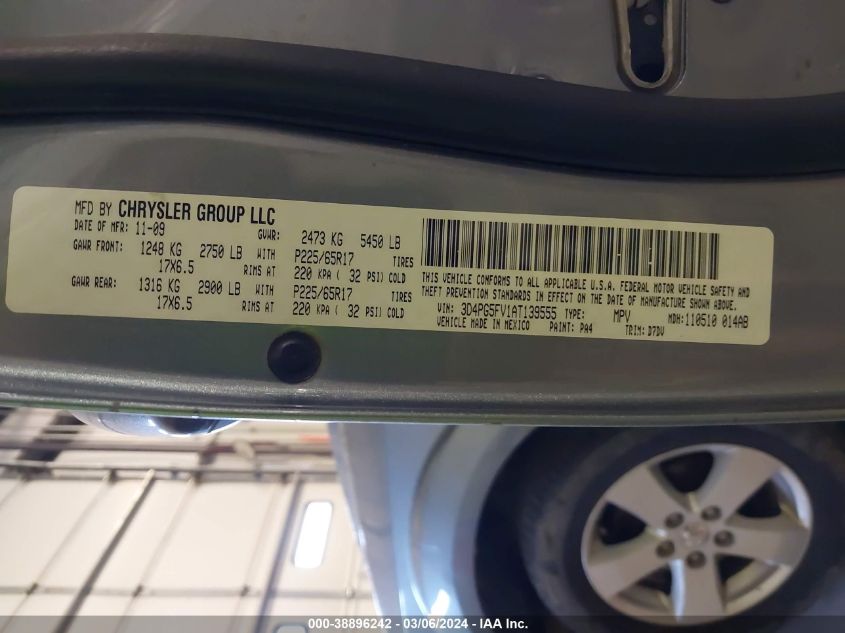 MFD BY CHRYSLER GROUP LLC
DATE OF MFR: 11-09 GVWR: 2473 KG 5450 LB
GAWR FRONT: 1248 KG 2750 LB WITH P225/65R17 TIRES
17X6.5 RIMS AT 220 KPA ( 32 PSI) COLD
GAWR REAR: 1316 KG 2900 LB WITH P225/65R17 TIRES
17X6.5 RIMS AT 220 KPA ( 32 PSI) COLD
THIS VEHICLE CONFORMS TO ALL APPLICABLE U.S.A. FEDERAL MOTOR VEHICLE SAFETY AND
THEFT PREVENTION STANDARDS IN EFFECT ON THE DATE OF MANUFACTURE SHOWN ABOVE.
VIN: 3D4PG5FV1AT139555 TYPE: MPV MDH: 110510 014AB
VEHICLE MADE IN MEXICO PAINT: PA4 TRIM: D7DV
000-38896242 - 03/06/2024 - IAA Inc.